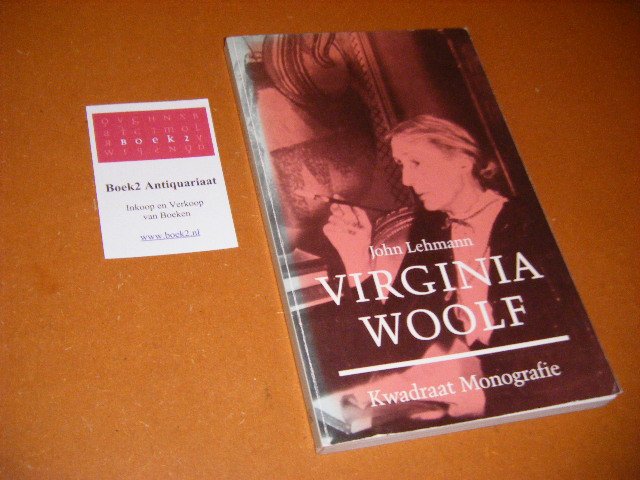 BOEK2
Boek2 Antiquariaat
Inkoop en Verkoop
van Boeken
www.boek2.nl
John Lehmann
VIRGINIA
WOOLF
Kwadraat Monografie